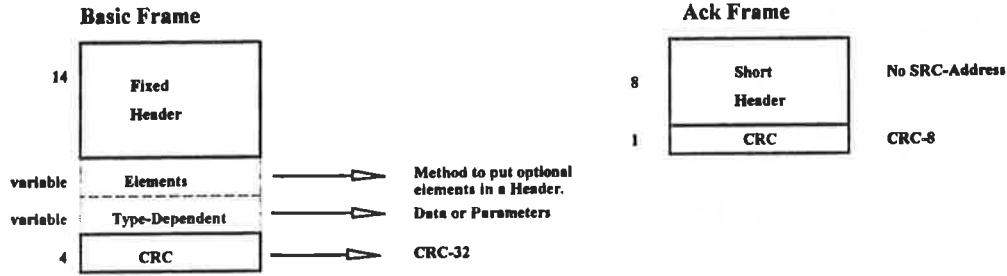 Basic Frame
14
Fixed
Header
variable
Elements
Method to put optional
elements in a Header.
variable
Type-Dependent
Data or Parameters
4
CRC
CRC-32
Ack Frame
8
Short
Header
No SRC-Address
1
CRC
CRC-8